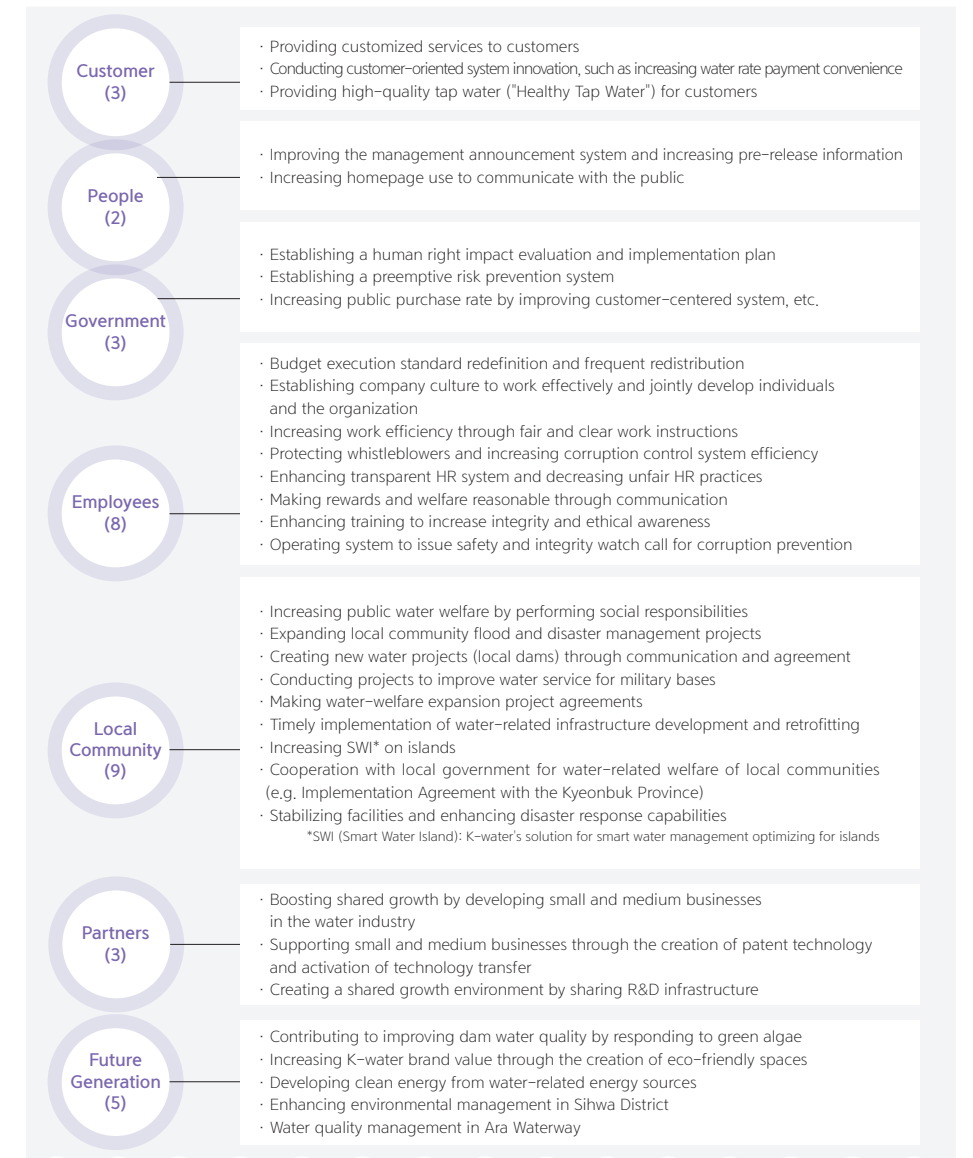 Customer
(3)
· Providing customized services to customers
· Conducting customer-oriented system innovation, such as increasing water rate payment convenience
· Providing high-quality tap water ("Healthy Tap Water") for customers
People
(2)
· Improving the management announcement system and increasing pre-release information
· Increasing homepage use to communicate with the public
Government
(3)
· Establishing a human right impact evaluation and implementation plan
· Establishing a preemptive risk prevention system
· Increasing public purchase rate by improving customer-centered system, etc.
Employees
(8)
· Budget execution standard redefinition and frequent redistribution
· Establishing company culture to work effectively and jointly develop individuals
and the organization
· Increasing work efficiency through fair and clear work instructions
· Protecting whistleblowers and increasing corruption control system efficiency
· Enhancing transparent HR system and decreasing unfair HR practices
· Making rewards and welfare reasonable through communication
· Enhancing training to increase integrity and ethical awareness
· Operating system to issue safety and integrity watch call for corruption prevention
Local
Community
(9)
· Increasing public water welfare by performing social responsibilities
· Expanding local community flood and disaster management projects
· Creating new water projects (local dams) through communication and agreement
· Conducting projects to improve water service for military bases
· Making water-welfare expansion project agreements
· Timely implementation of water-related infrastructure development and retrofitting
· Increasing SWI* on islands
· Cooperation with local government for water-related welfare of local communities
(e.g. Implementation Agreement with the Kyeonbuk Province)
· Stabilizing facilities and enhancing disaster response capabilities
*SWI (Smart Water Island): K-water's solution for smart water management optimizing for islands
Partners
(3)
· Boosting shared growth by developing small and medium businesses
in the water industry
· Supporting small and medium businesses through the creation of patent technology
and activation of technology transfer
· Creating a shared growth environment by sharing R&D infrastructure
Future
Generation
(5)
· Contributing to improving dam water quality by responding to green algae
· Increasing K-water brand value through the creation of eco-friendly spaces
· Developing clean energy from water-related energy sources
· Enhancing environmental management in Sihwa District
· Water quality management in Ara Waterway